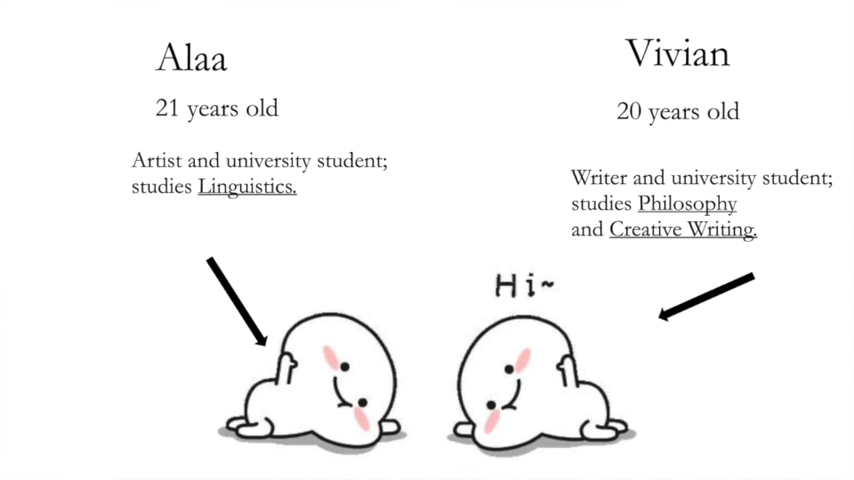 Alaa
21 years old
Artist and university student;
studies Linguistics.
Vivian
20 years old
Writer and university student;
studies Philosophy
and Creative Writing.
Hi~